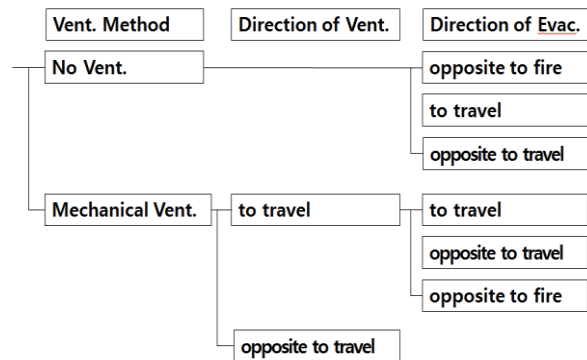 Vent. Method Direction of Vent. Direction of Evac.
No Vent. opposite to fire
to travel
opposite to travel
Mechanical Vent. to travel to travel
opposite to travel
opposite to fire
opposite to travel